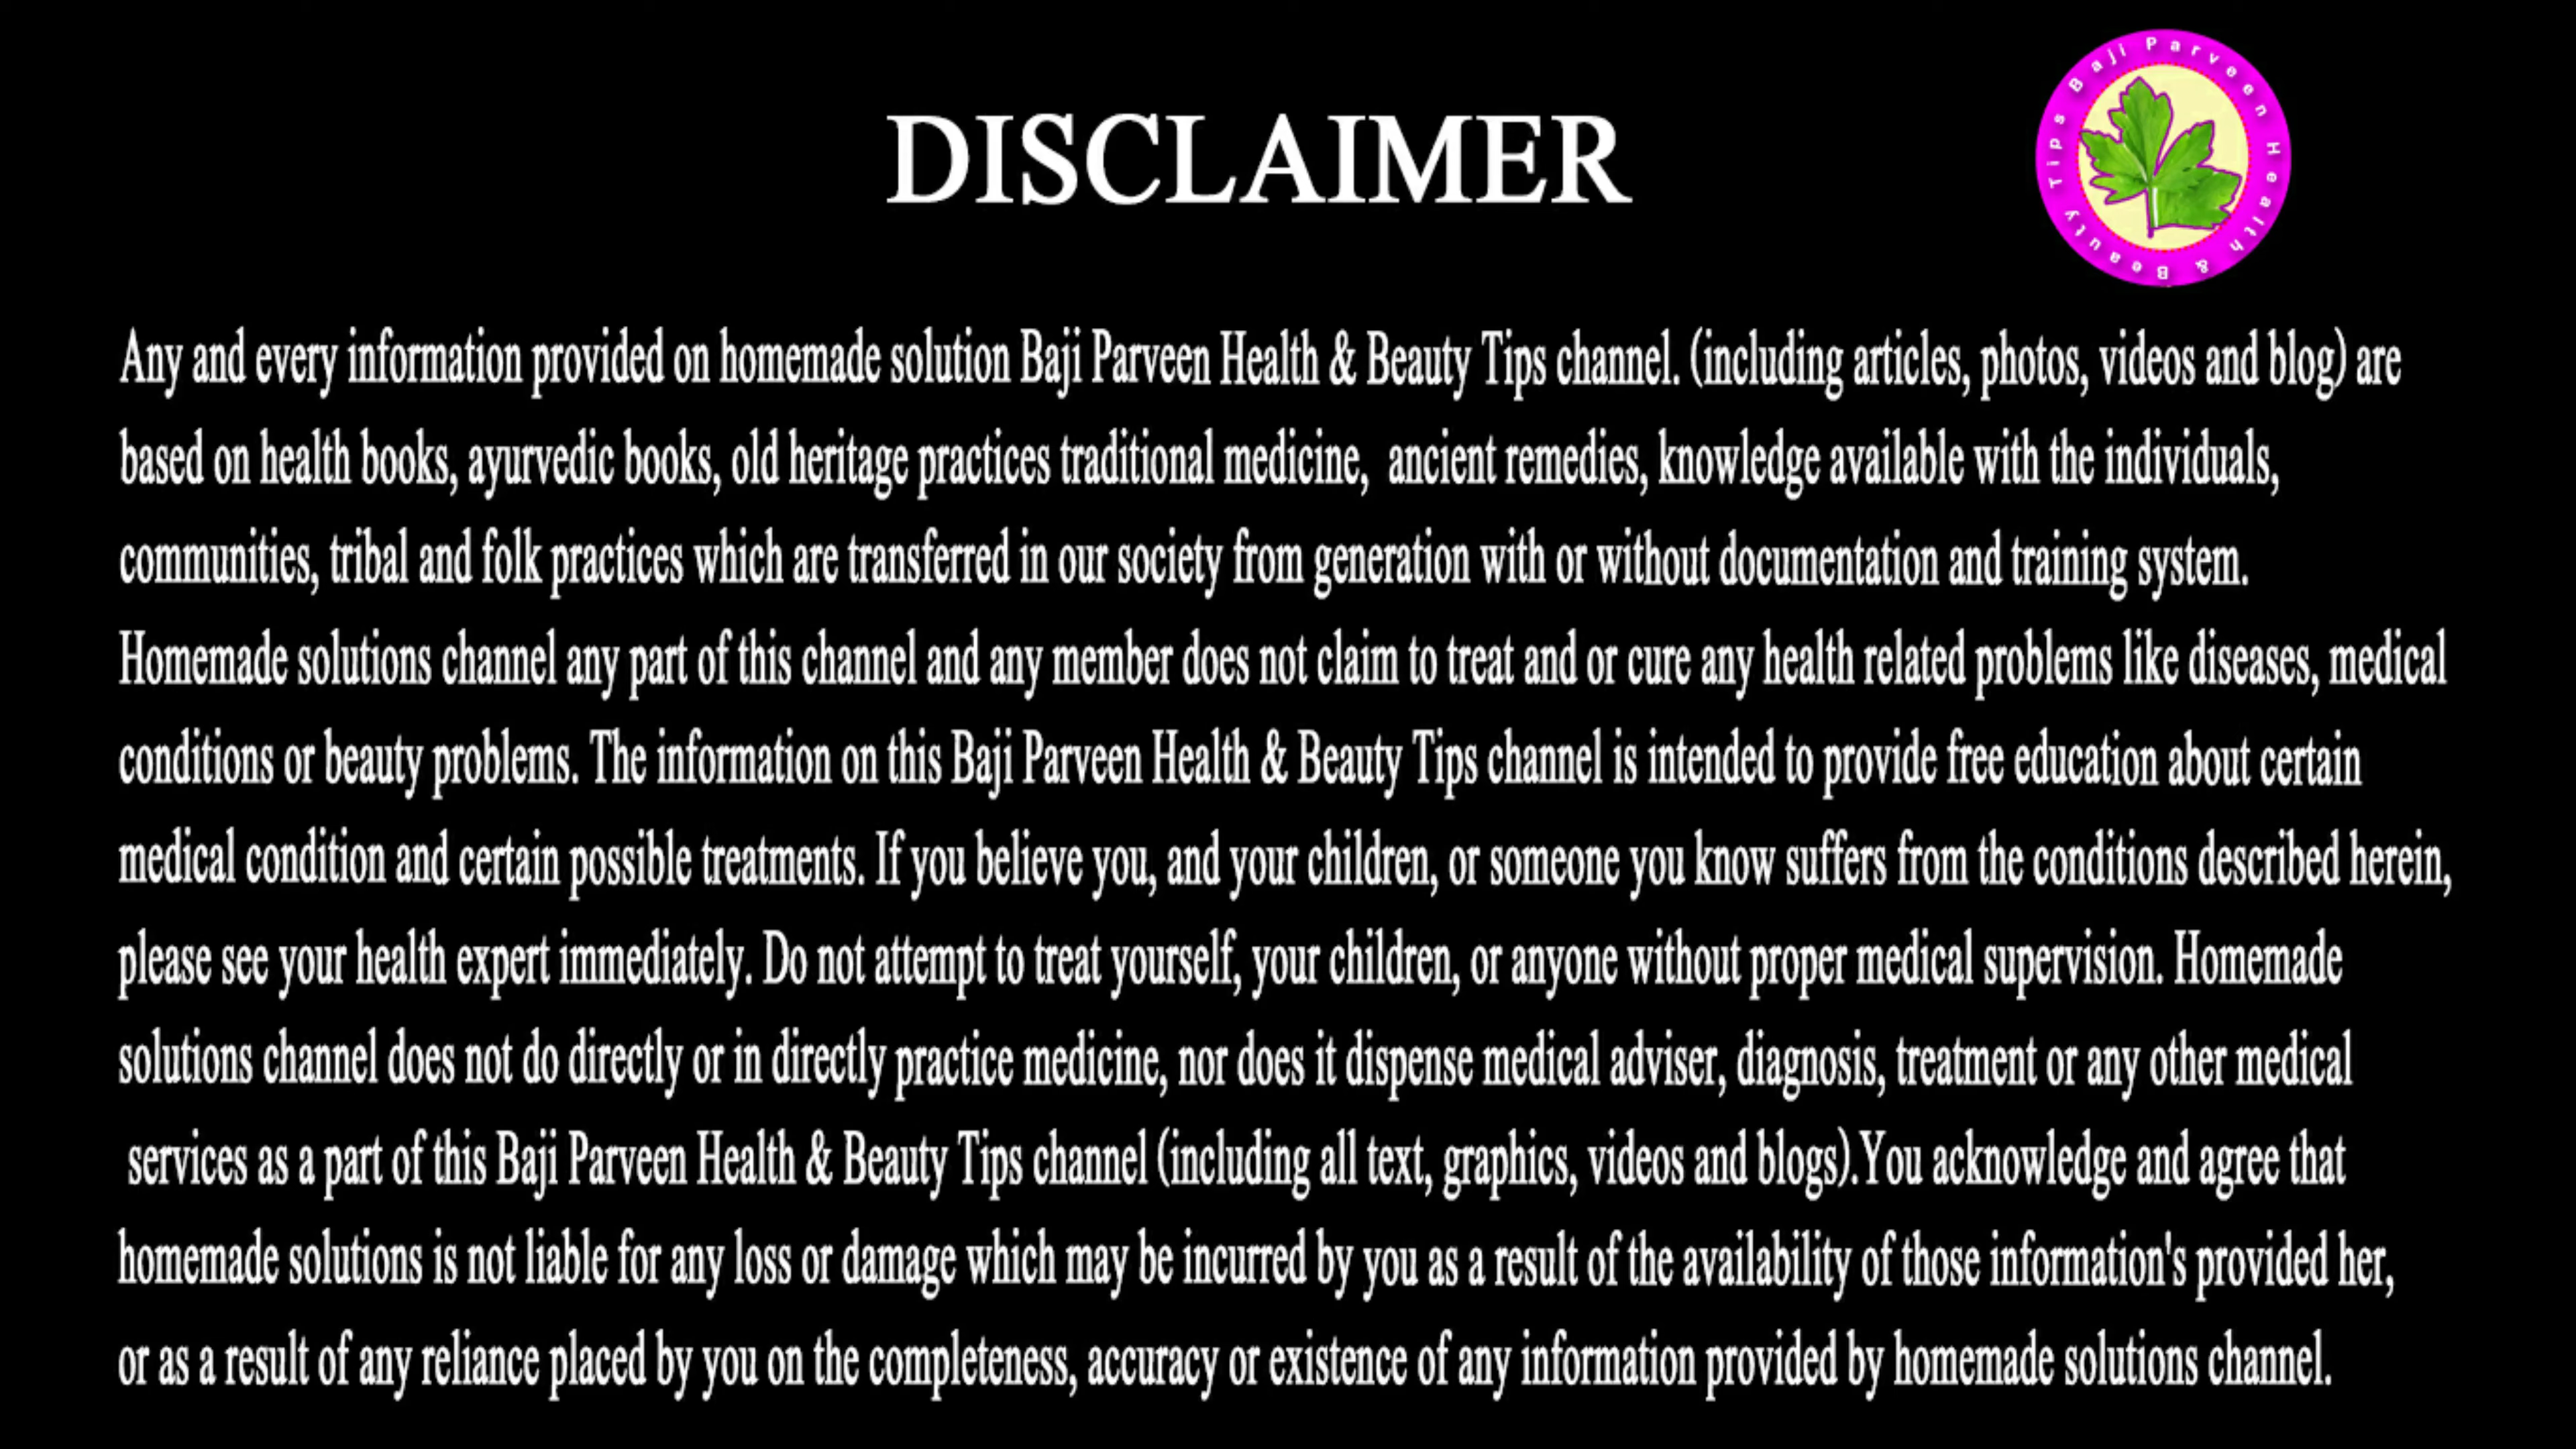 DISCLAIMER
Baji Parveen Health & Beauty Tips
Any and every information provided on homemade solution Baji Parveen Health & Beauty Tips channel. (including articles, photos, videos and blog) are
based on health books, ayurvedic books, old heritage practices traditional medicine, ancient remedies, knowledge available with the individuals,
communities, tribal and folk practices which are transferred in our society from generation with or without documentation and training system.
Homemade solutions channel any part of this channel and any member does not claim to treat and or cure any health related problems like diseases, medical
conditions or beauty problems. The information on this Baji Parveen Health & Beauty Tips channel is intended to provide free education about certain
medical condition and certain possible treatments. If you believe you, and your children, or someone you know suffers from the conditions described herein,
please see your health expert immediately. Do not attempt to treat yourself, your children, or anyone without proper medical supervision. Homemade
solutions channel does not do directly or in directly practice medicine, nor does it dispense medical adviser, diagnosis, treatment or any other medical
services as a part of this Baji Parveen Health & Beauty Tips channel (including all text, graphics, videos and blogs).You acknowledge and agree that
homemade solutions is not liable for any loss or damage which may be incurred by you as a result of the availability of those information's provided her,
or as a result of any reliance placed by you on the completeness, accuracy or existence of any information provided by homemade solutions channel.